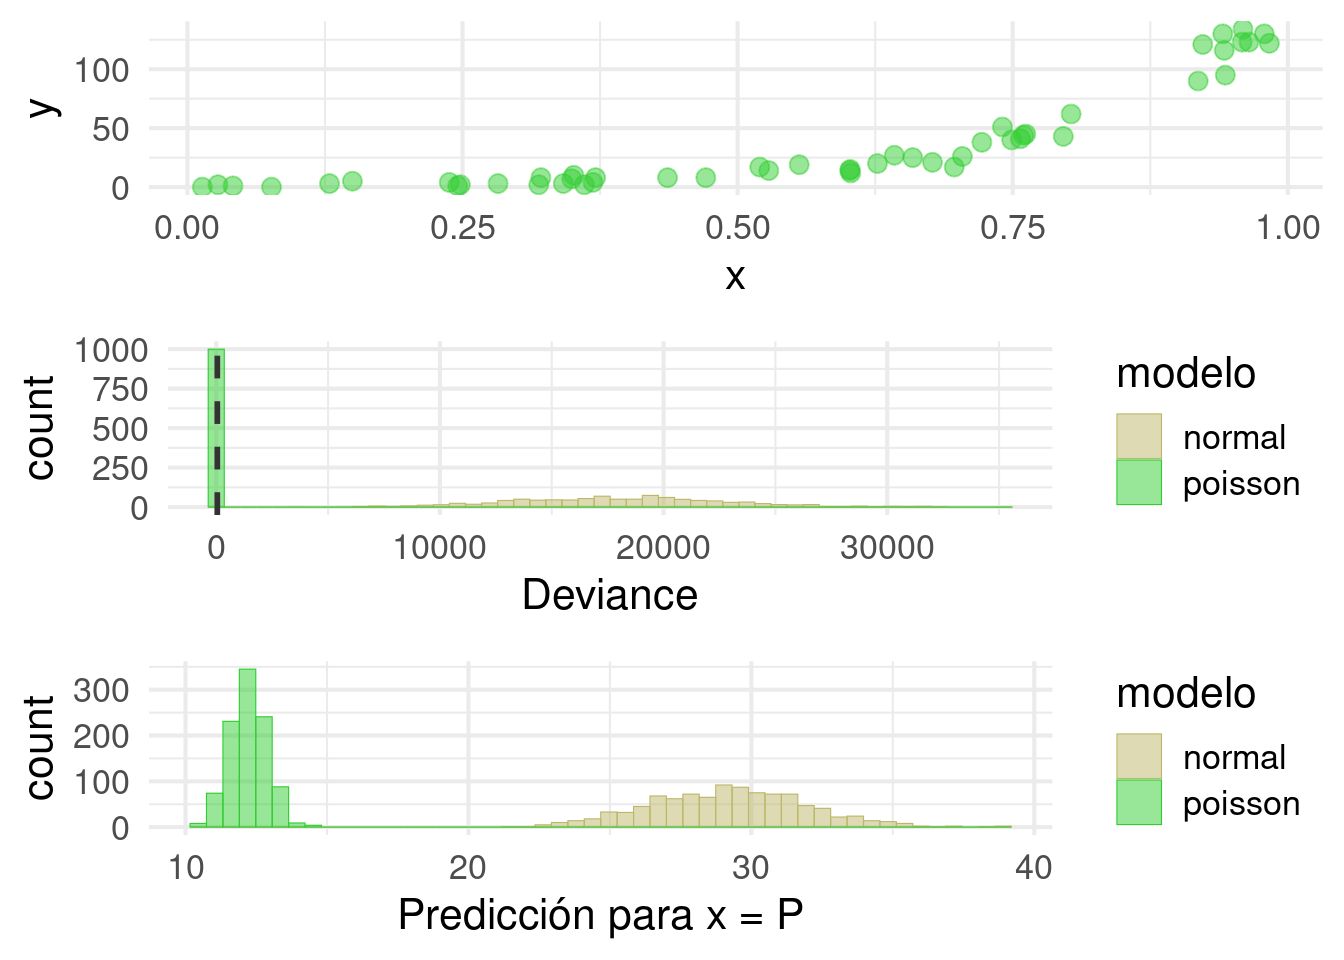 100
50
0
y
0.00 0.25 0.50 0.75 1.00
x
1000
750
500
250
0
count
0 10000 20000 30000
Deviance
modelo
normal
poisson
300
200
100
0
count
10 20 30 40
Predicción para x = P
modelo
normal
poisson